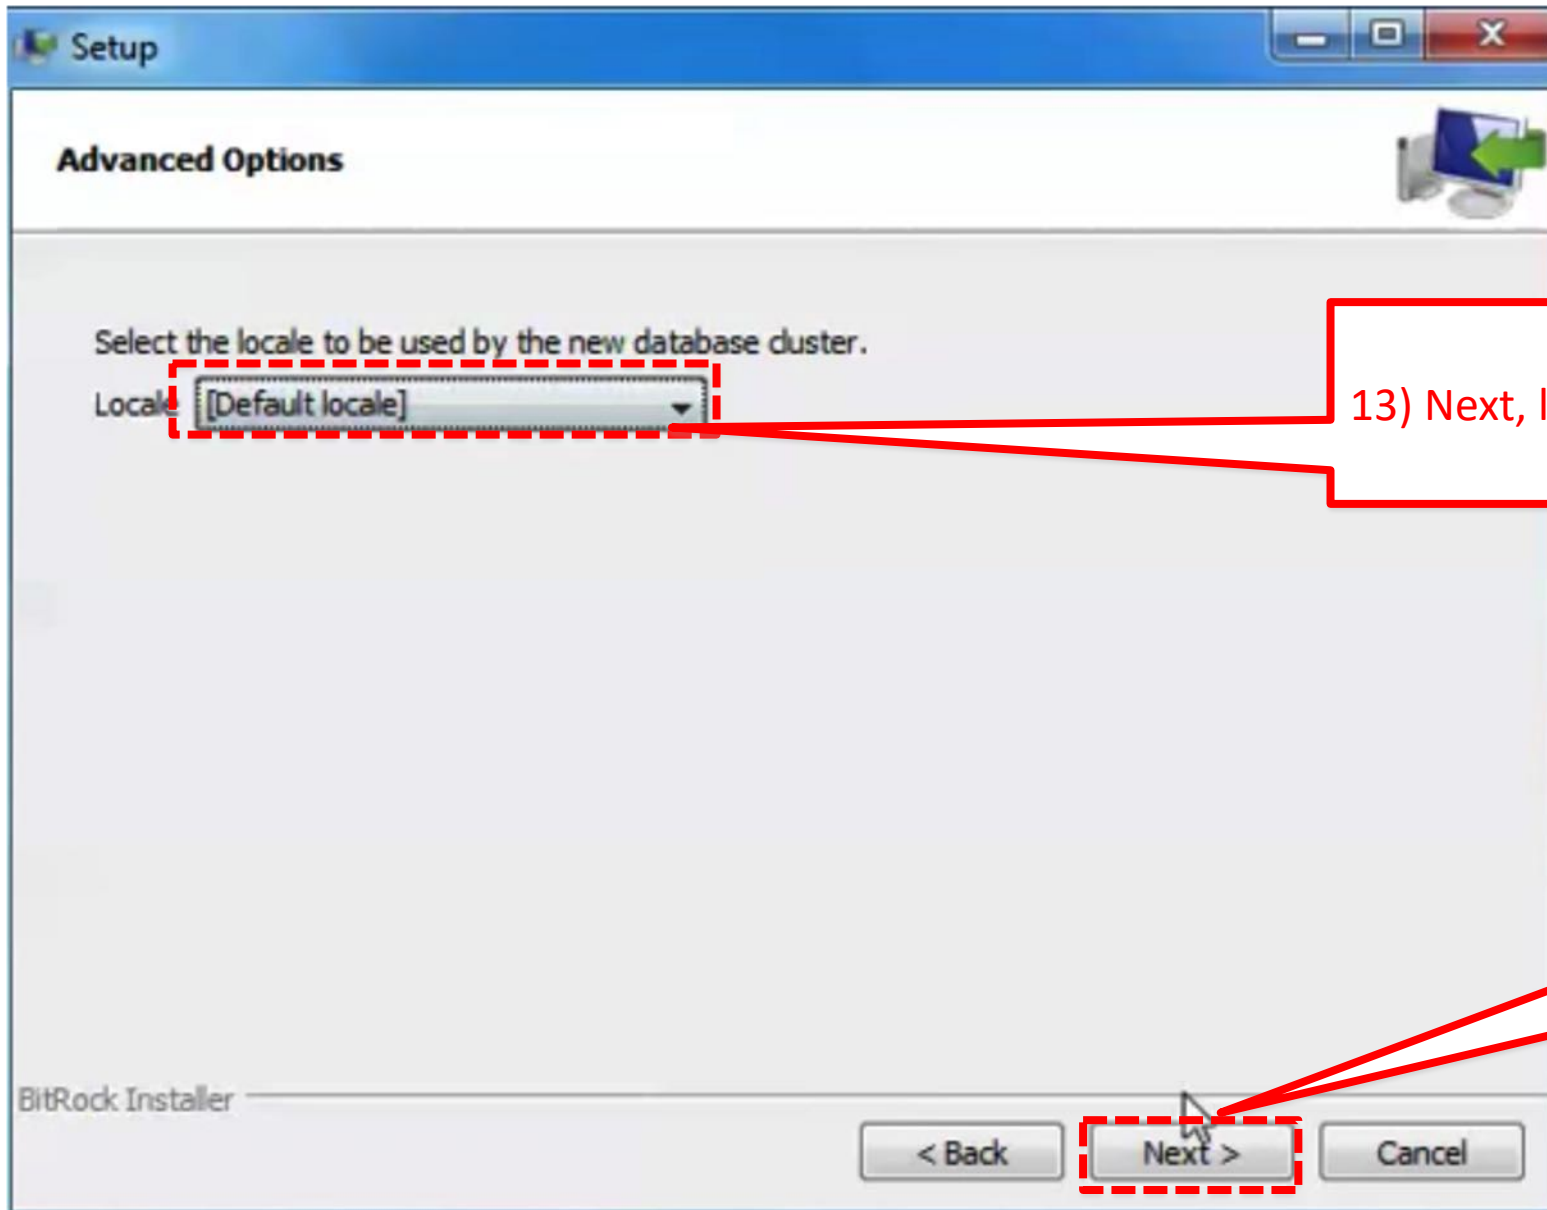 Setup
Advanced Options
Select the locale to be used by the new database cluster.
Locale [Default locale]
13) Next,
BitRock Installer
< Back Next > Cancel